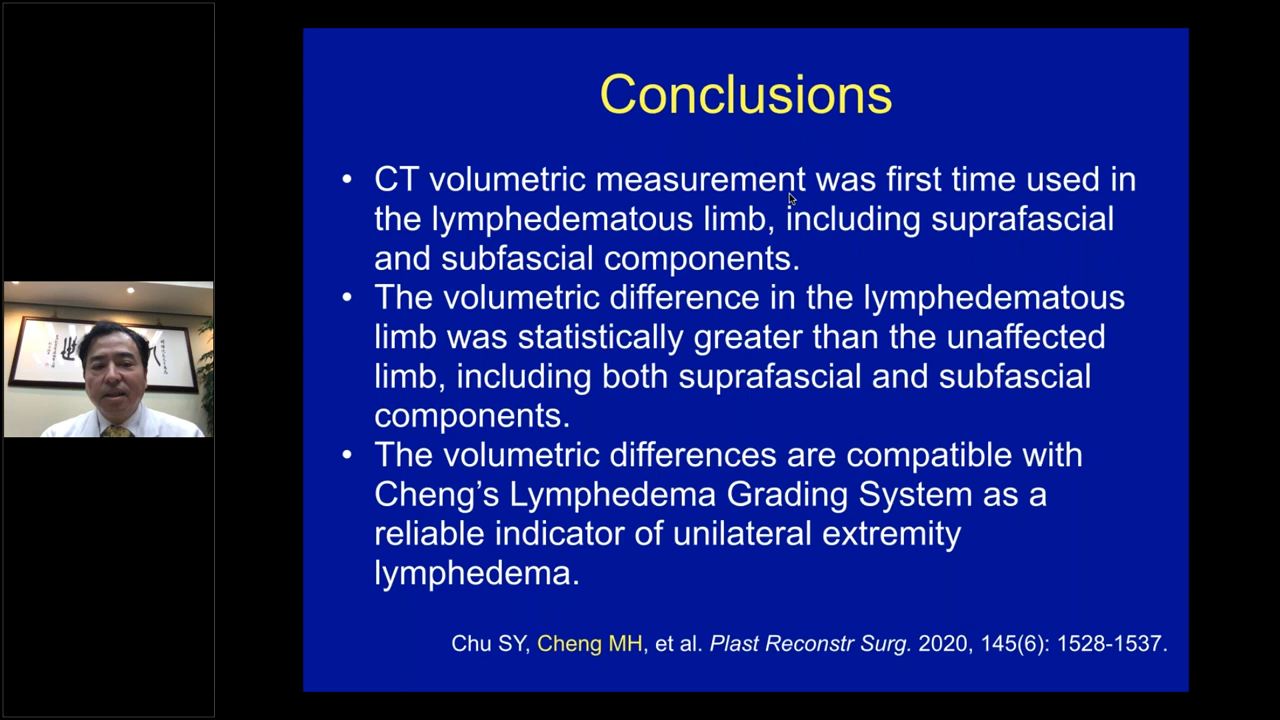 Conclusions
• CT volumetric measurement was first time used in
the lymphedematous limb, including suprafascial
and subfascial components.
• The volumetric difference in the lymphedematous
limb was statistically greater than the unaffected
limb, including both suprafascial and subfascial
components.
• The volumetric differences are compatible with
Cheng’s Lymphedema Grading System as a
reliable indicator of unilateral extremity
lymphedema.
Chu SY, Cheng MH, et al. Plast Reconstr Surg. 2020, 145(6): 1528-1537.